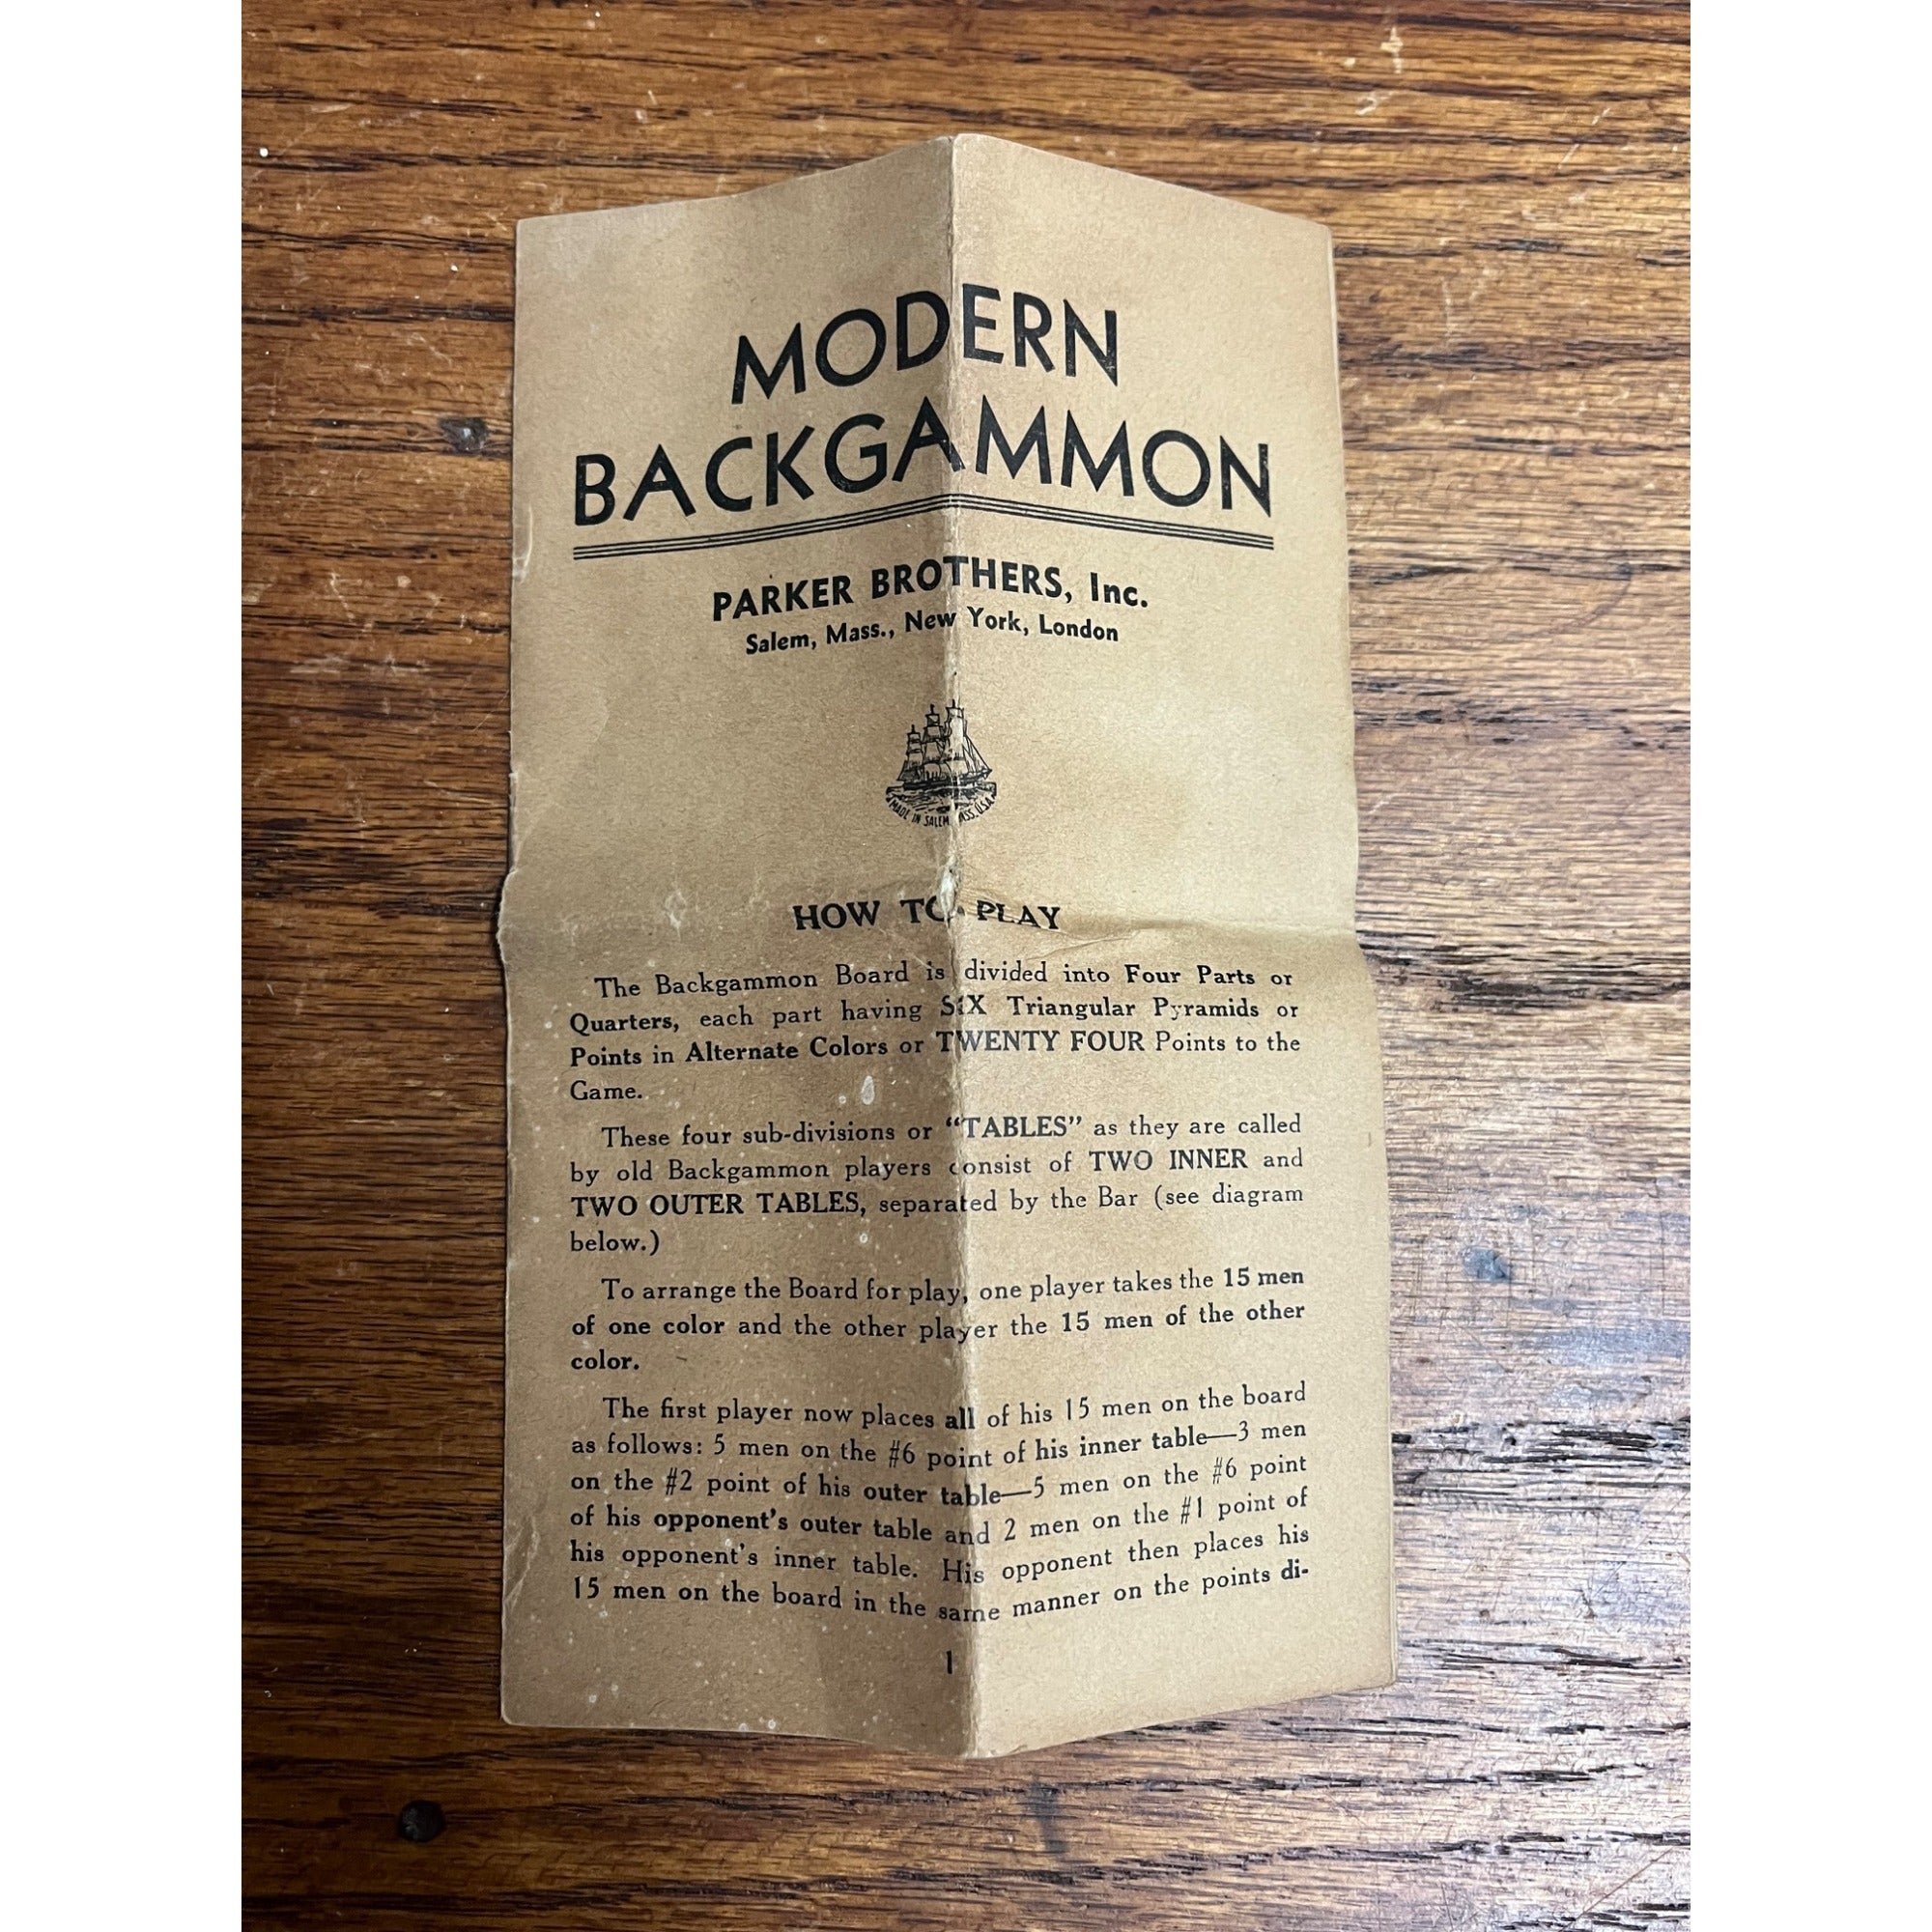 MODERN
BACKGAMMON
PARKER BROTHERS, Inc.
Salem, Mass., New York, London
MADE IN SALEM, MASS. U.S.A.
HOW TO PLAY
The Backgammon Board is divided into Four Parts or
Quarters, each part having SIX Triangular Pyramids or
Points in Alternate Colors or TWENTY FOUR Points to the
Game.
These four sub-divisions or “TABLES” as they are called
by old Backgammon players consist of TWO INNER and
TWO OUTER TABLES, separated by the Bar (see diagram
below.)
To arrange the Board for play, one player takes the 15 men
of one color and the other player the 15 men of the other
color.
The first player now places all of his 15 men on the board
as follows: 5 men on the #6 point of his inner table—3 men
on the #2 point of his outer table—5 men on the #6 point
of his opponent's outer table and 2 men on the #1 point of
his opponent's inner table. His opponent then places his
15 men on the board in the same manner on the points di-
1